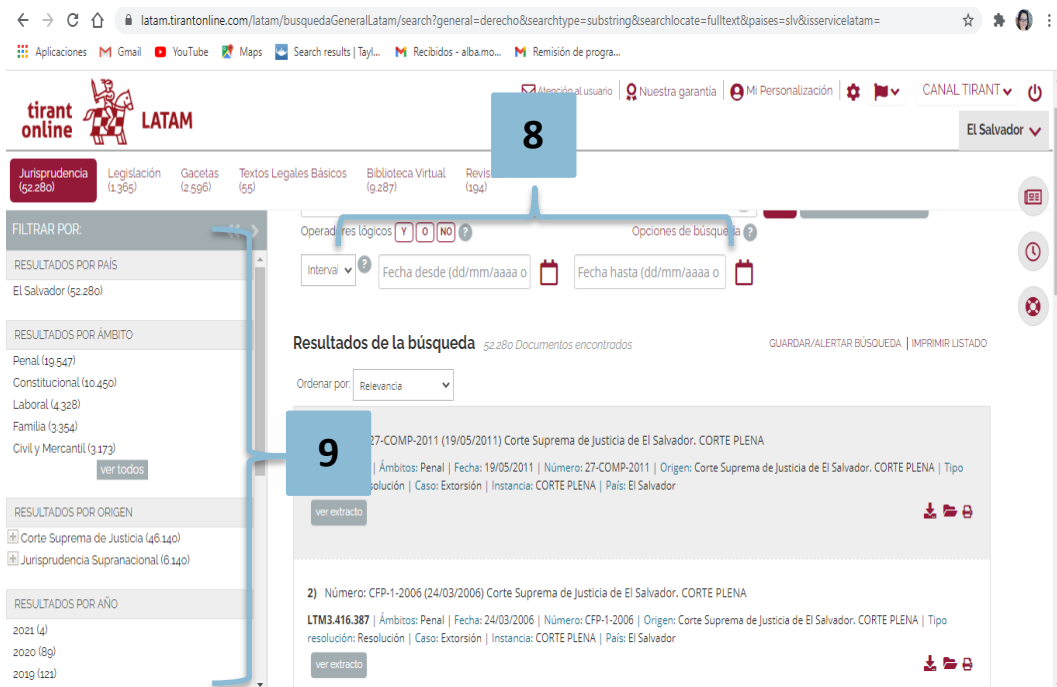 latam.tirantonline.com/latam/busquedaGeneralLatam/search?general=derecho&searchtype=substring&searchlocate=fulltext&paises=slv&isservicelatam=
Aplicaciones Gmail YouTube Maps Search results | Tayl... Recibidos - alba.mo... Remisión de progra...
tirant online LATAM
Atención al usuario | Nuestra garantía | Mi Personalización | CANAL TIRANT
El Salvador
8
Jurisprudencia (52.280) Legislación (1.365) Gacetas (2.596) Textos Legales Básicos (55) Biblioteca Virtual (9.287) Revis (194)
FILTRAR POR:
Operadores lógicos Y O NO ? Opciones de búsqueda ?
RESULTADOS POR PAÍS
El Salvador (52.280)
Interval ? Fecha desde (dd/mm/aaaa o Fecha hasta (dd/mm/aaaa o
RESULTADOS POR ÁMBITO
Penal (19.547)
Constitucional (10.450)
Laboral (4.328)
Familia (3.354)
Civil y Mercantil (3.173)
ver todos
RESULTADOS POR ORIGEN
Corte Suprema de Justicia (46.140)
Jurisprudencia Supranacional (6.140)
RESULTADOS POR AÑO
2021 (4)
2020 (89)
2019 (121)
9
Resultados de la búsqueda 52.280 Documentos encontrados
GUARDAR/ALERTAR BÚSQUEDA | IMPRIMIR LISTADO
Ordenar por: Relevancia
27-COMP-2011 (19/05/2011) Corte Suprema de Justicia de El Salvador. CORTE PLENA
| Ámbitos: Penal | Fecha: 19/05/2011 | Número: 27-COMP-2011 | Origen: Corte Suprema de Justicia de El Salvador. CORTE PLENA | Tipo
solución | Caso: Extorsión | Instancia: CORTE PLENA | País: El Salvador
ver extracto
2) Número: CFP-1-2006 (24/03/2006) Corte Suprema de Justicia de El Salvador. CORTE PLENA
LTM3.416.387 | Ámbitos: Penal | Fecha: 24/03/2006 | Número: CFP-1-2006 | Origen: Corte Suprema de Justicia de El Salvador. CORTE PLENA | Tipo
resolución: Resolución | Caso: Extorsión | Instancia: CORTE PLENA | País: El Salvador
ver extracto